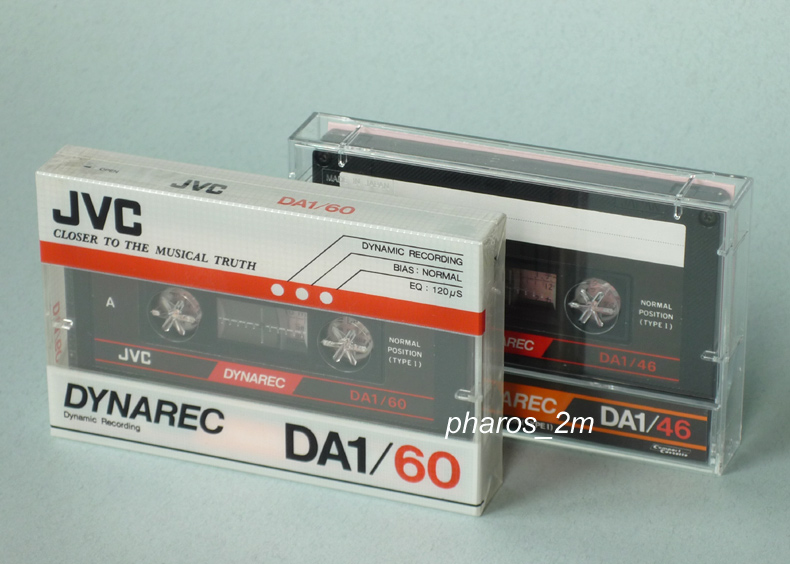 JVC
DA1/60
JVC
CLOSER TO THE MUSICAL TRUTH
DYNAMIC RECORDING
BIAS : NORMAL
EQ : 120µS
A
NORMAL
POSITION
(TYPE I)
JVC
DYNAREC
DA1/60
DYNAREC
Dynamic Recording
DA1/60
NORMAL
POSITION
(TYPE I)
REC
DA1/46
AREC
DA1/46
pharos_2m